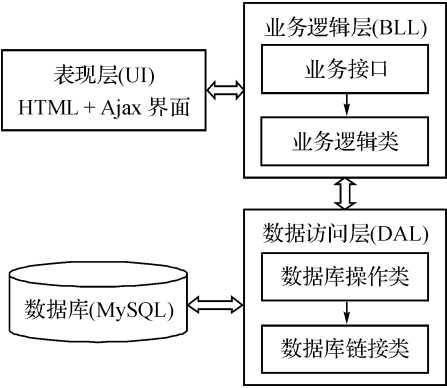 表现层(UI)
HTML + Ajax 界面
业务逻辑层(BLL)
业务接口
业务逻辑类
数据访问层(DAL)
数据库操作类
数据库链接类
数据库(MySQL)